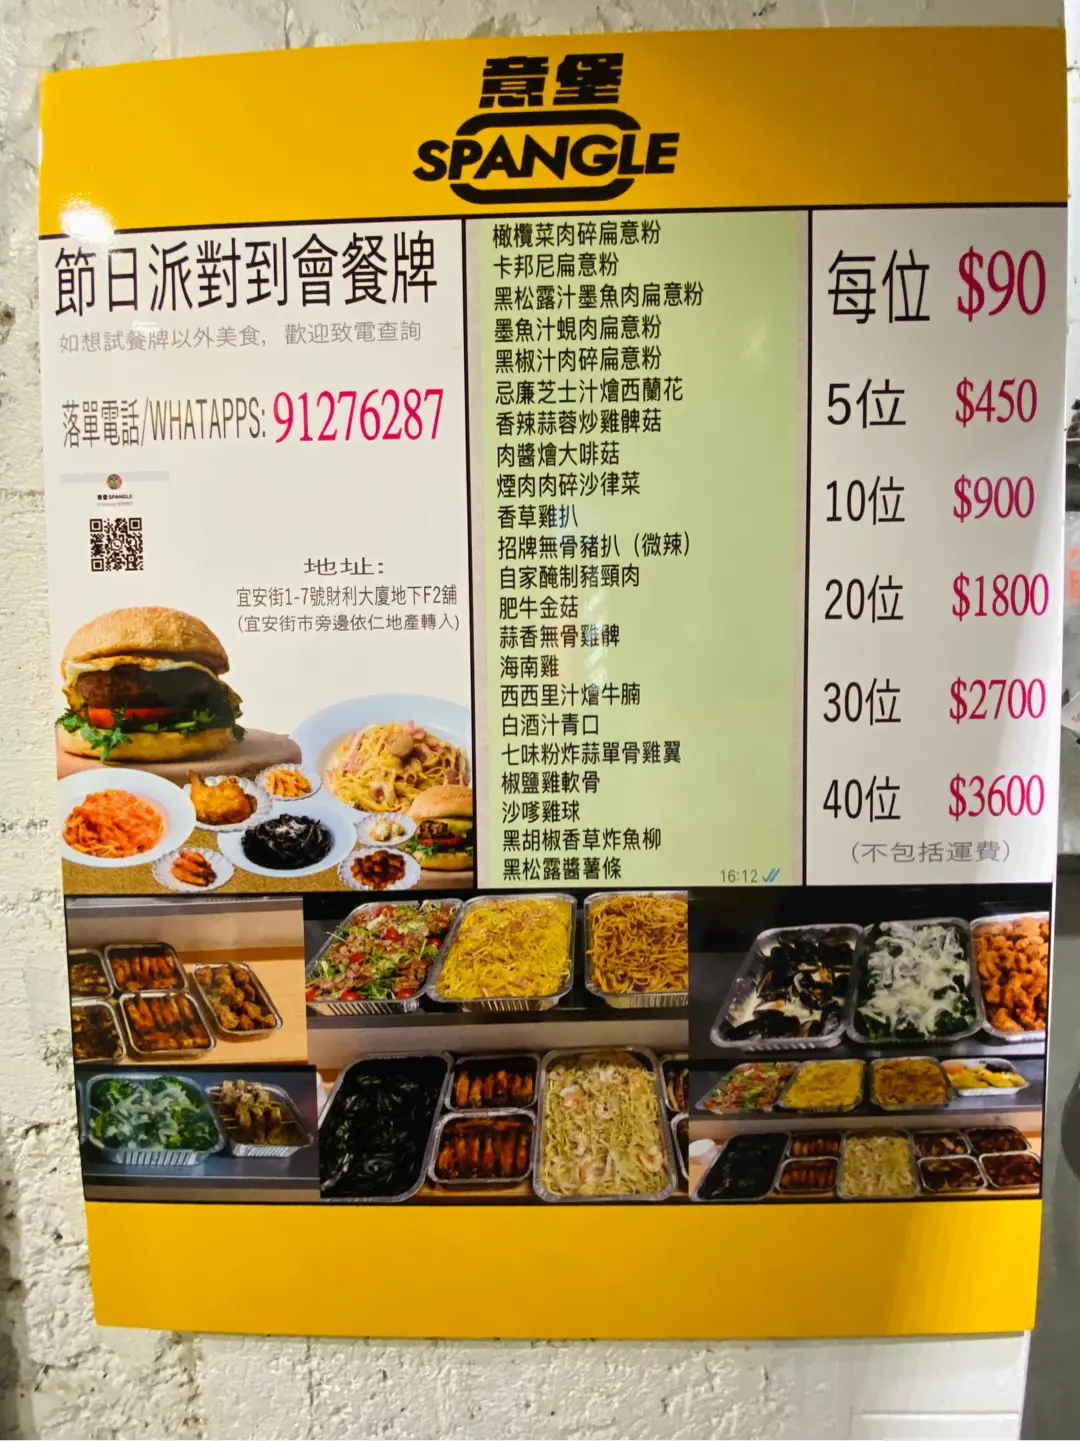 意堡
SPANGLE
節日派對到會餐牌
如想試餐牌以外美食，歡迎致電查詢
落單電話/WHATAPPS: 91276287
意堡SPANGLE
地址:
宜安街1-7號財利大廈地下F2舖
(宜安街市旁邊依仁地產轉入)
橄欖菜肉碎扁意粉
卡邦尼扁意粉
黑松露汁墨魚肉扁意粉
墨魚汁蜆肉扁意粉
黑椒汁肉碎扁意粉
忌廉芝士汁燴西蘭花
香辣蒜蓉炒雞髀菇
肉醬燴大啡菇
煙肉肉碎沙律菜
香草雞扒
招牌無骨豬扒（微辣）
自家醃制豬頸肉
肥牛金菇
蒜香無骨雞髀
海南雞
西西里汁燴牛腩
白酒汁青口
七味粉炸蒜單骨雞翼
椒鹽雞軟骨
沙嗲雞球
黑胡椒香草炸魚柳
黑松露醬薯條
16:12
每位 $90
5位 $450
10位 $900
20位 $1800
30位 $2700
40位 $3600
（不包括運費）